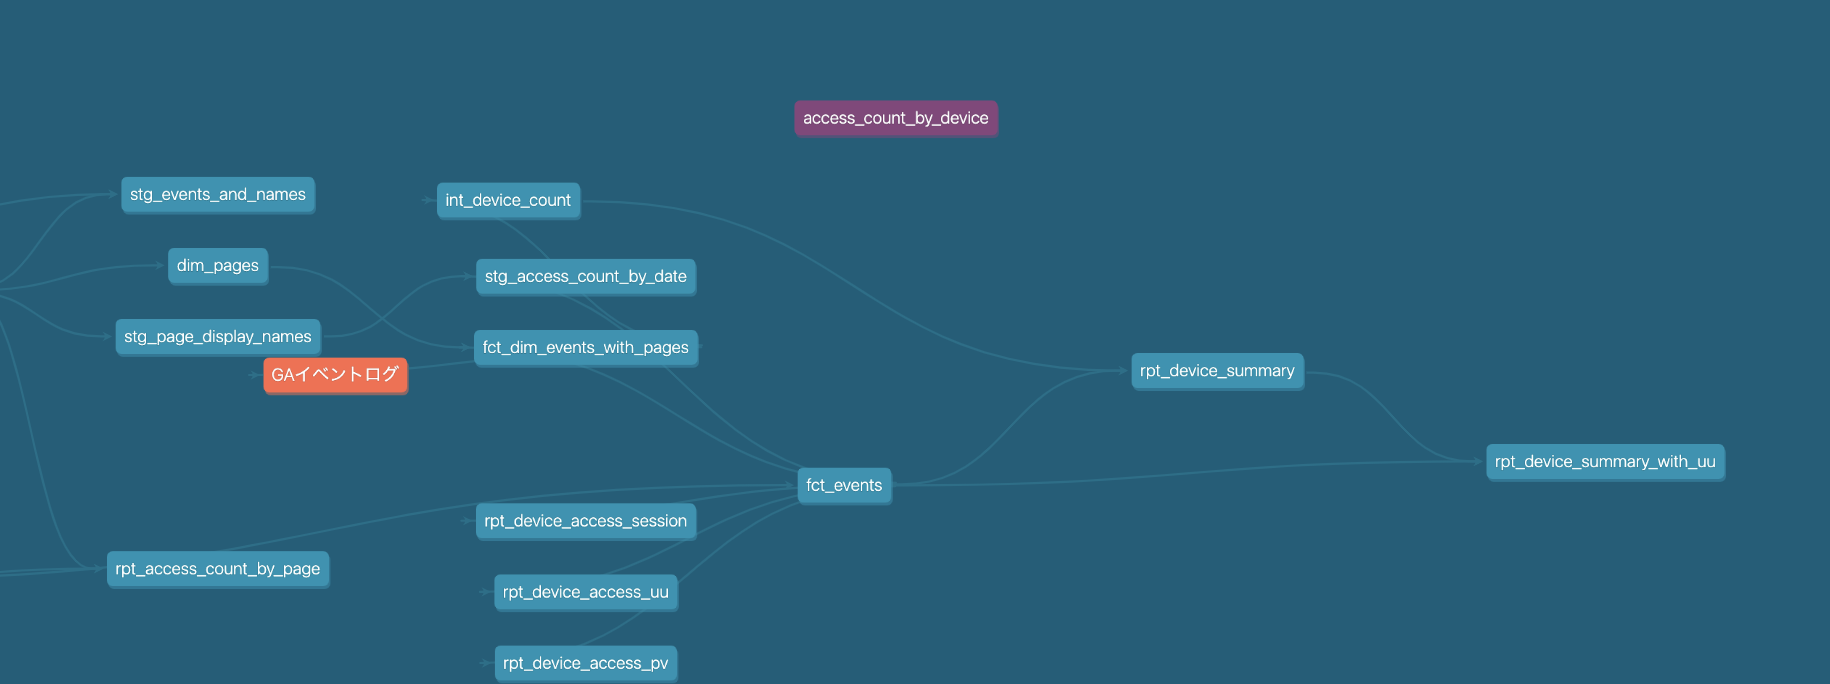 access_count_by_device
stg_events_and_names
int_device_count
dim_pages
stg_access_count_by_date
stg_page_display_names
fct_dim_events_with_pages
GAイベントログ
rpt_device_summary
rpt_device_summary_with_uu
fct_events
rpt_device_access_session
rpt_access_count_by_page
rpt_device_access_uu
rpt_device_access_pv